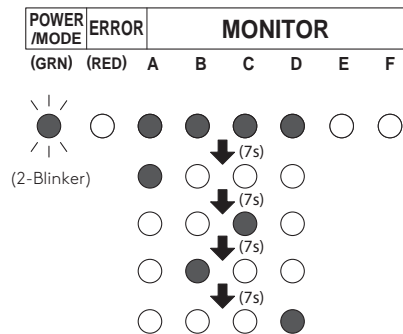 POWER /MODE ERROR MONITOR
(GRN) (RED) A B C D E F
(7s)
(2-Blinker)
(7s)
(7s)
(7s)